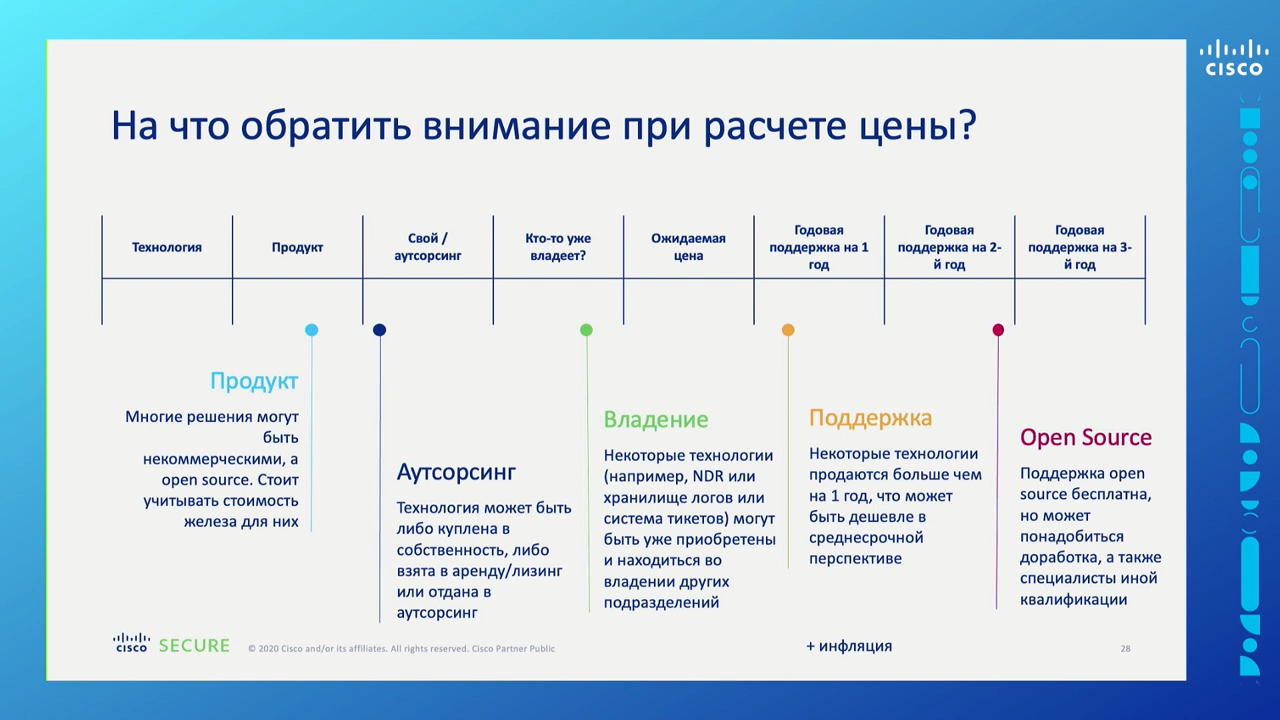 CISCO
На что обратить внимание при расчете цены?
Технология
Продукт
Свой /
аутсорсинг
Кто-то уже
владеет?
Ожидаемая
цена
Годовая
поддержка на 1
год
Годовая
поддержка на 2-
й год
Годовая
поддержка на 3-
й год
Продукт
Многие решения могут
быть
некоммерческими, а
open source. Стоит
учитывать стоимость
железа для них
Аутсорсинг
Технология может быть
либо куплена в
собственность, либо
взята в аренду/лизинг
или отдана в
аутсорсинг
Владение
Некоторые технологии
(например, NDR или
хранилище логов или
система тикетов) могут
быть уже приобретены
и находиться во
владении других
подразделений
Поддержка
Некоторые технологии
продаются больше чем
на 1 год, что может
быть дешевле в
среднесрочной
перспективе
Open Source
Поддержка open
source бесплатна,
но может
понадобиться
доработка, а также
специалисты иной
квалификации
CISCO SECURE
© 2020 Cisco and/or its affiliates. All rights reserved. Cisco Partner Public
+ инфляция
28